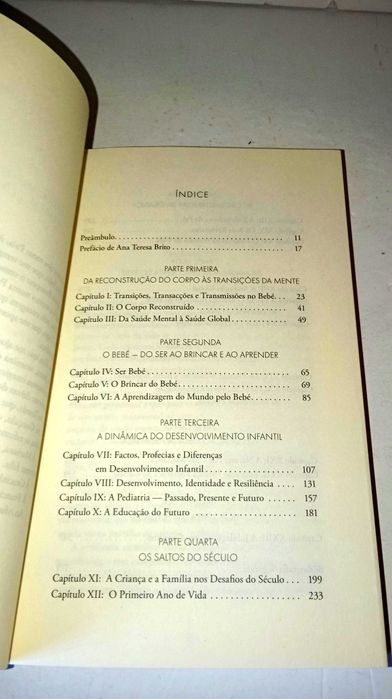 ÍNDICE
Preâmbulo. . . . . . . . . . . . . . . . . . . . . . . . . . . . . . . . . . . . . . . 11
Prefácio de Ana Teresa Brito . . . . . . . . . . . . . . . . . . . . . . . . . . 17
PARTE PRIMEIRA
DA RECONSTRUÇÃO DO CORPO ÀS TRANSIÇÕES DA MENTE
Capítulo I: Transições, Transacções e Transmissões no Bebé. . . 23
Capítulo II: O Corpo Reconstruído . . . . . . . . . . . . . . . . . . . . 41
Capítulo III: Da Saúde Mental à Saúde Global . . . . . . . . . . . . . 49
PARTE SEGUNDA
O BEBÉ – DO SER AO BRINCAR E AO APRENDER
Capítulo IV: Ser Bebé . . . . . . . . . . . . . . . . . . . . . . . . . . . . . . 65
Capítulo V: O Brincar do Bebé. . . . . . . . . . . . . . . . . . . . . . . . 69
Capítulo VI: A Aprendizagem do Mundo pelo Bebé. . . . . . . . . 85
PARTE TERCEIRA
A DINÂMICA DO DESENVOLVIMENTO INFANTIL
Capítulo VII: Factos, Profecias e Diferenças
em Desenvolvimento Infantil . . . . . . . . . . . . . . . . . . . 107
Capítulo VIII: Desenvolvimento, Identidade e Resiliência . . . . . 131
Capítulo IX: A Pediatria — Passado, Presente e Futuro . . . . . . . 157
Capítulo X: A Educação do Futuro . . . . . . . . . . . . . . . . . . . . 181
PARTE QUARTA
OS SALTOS DO SÉCULO
Capítulo XI: A Criança e a Família nos Desafios do Século . . . 199
Capítulo XII: O Primeiro Ano de Vida . . . . . . . . . . . . . . . . . . 233